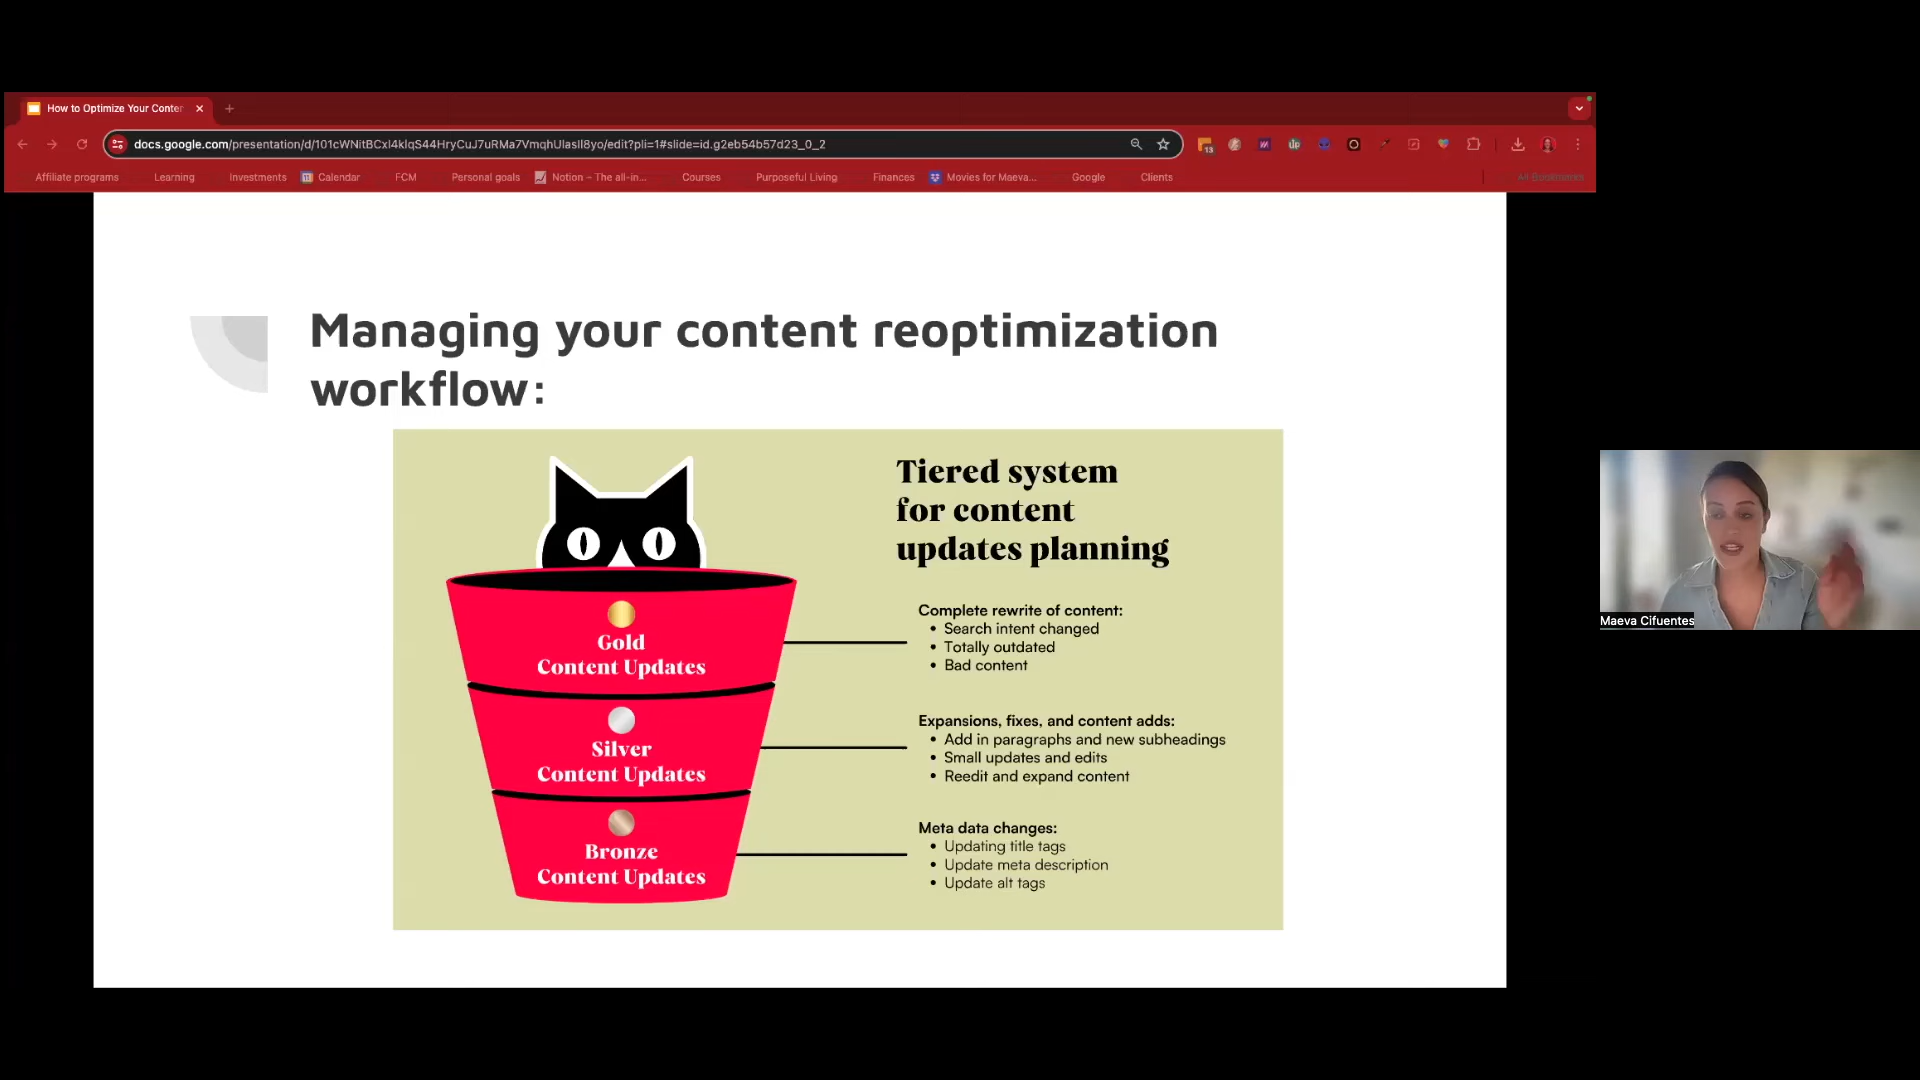 How to Optimize Your Conten
docs.google.com/presentation/d/101cWNitBCxl4klqS44HryCuJ7uRMa7VmqhUlaslI8yo/edit?pli=1#slide=id.g2eb54b57d23_0_2
13
Affiliate programs
Learning
Investments
Calendar
FCM
Personal goals
Notion – The all-in...
Courses
Purposeful Living
Finances
Movies for Maeva...
Google
Clients
All Bookmarks
Managing your content reoptimization
workflow:
Tiered system
for content
updates planning
Gold
Content Updates
Complete rewrite of content:
• Search intent changed
• Totally outdated
• Bad content
Silver
Content Updates
Expansions, fixes, and content adds:
• Add in paragraphs and new subheadings
• Small updates and edits
• Reedit and expand content
Bronze
Content Updates
Meta data changes:
• Updating title tags
• Update meta description
• Update alt tags
Maeva Cifuentes